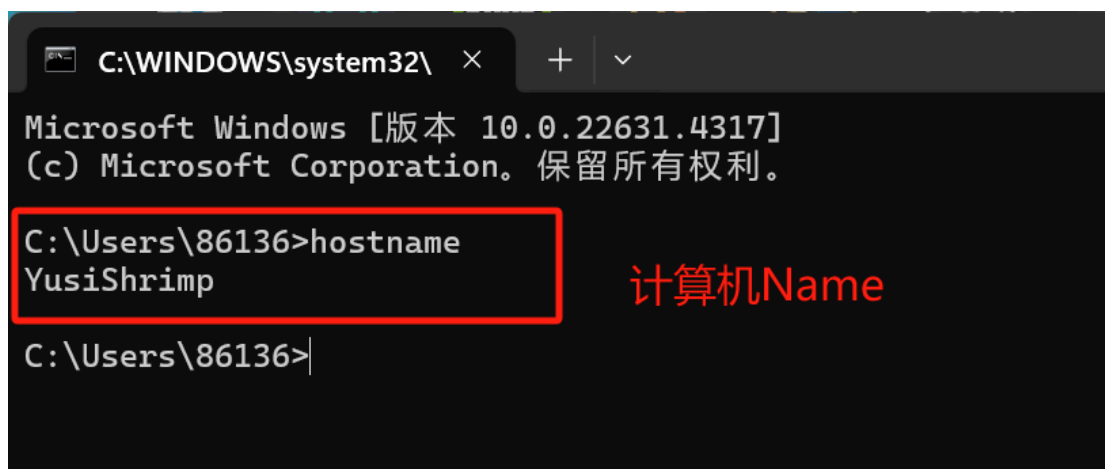 C:\WINDOWS\system32\
Microsoft Windows [版本 10.0.22631.4317]
(c) Microsoft Corporation。保留所有权利。
C:\Users\86136>hostname
YusiShrimp
计算机Name
C:\Users\86136>